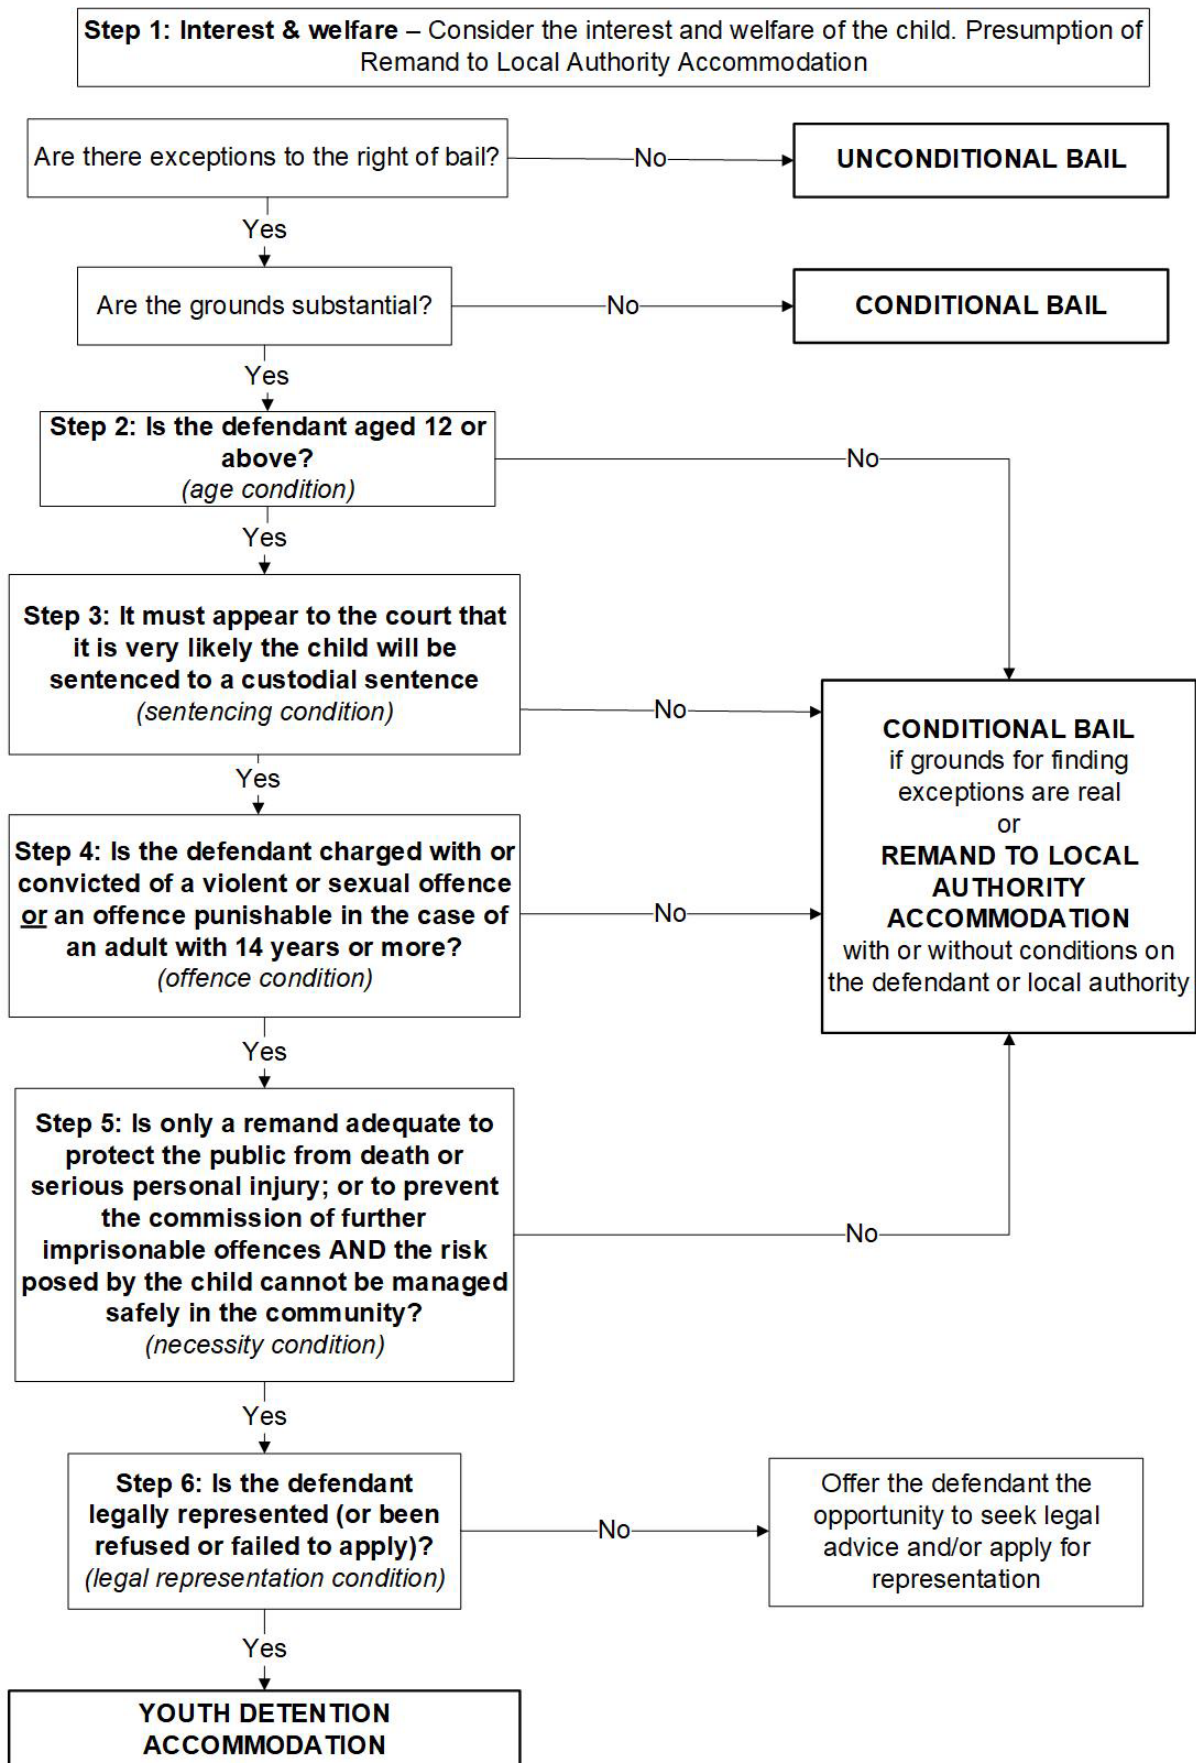 Step 1: Interest & welfare – Consider the interest and welfare of the child. Presumption of
Remand to Local Authority Accommodation
Are there exceptions to the right of bail?
No
UNCONDITIONAL BAIL
Yes
Are the grounds substantial?
No
CONDITIONAL BAIL
Yes
Step 2: Is the defendant aged 12 or
above?
(age condition)
No
Yes
Step 3: It must appear to the court that
it is very likely the child will be
sentenced to a custodial sentence
(sentencing condition)
No
CONDITIONAL BAIL
if grounds for finding
exceptions are real
or
REMAND TO LOCAL
AUTHORITY
ACCOMMODATION
with or without conditions on
the defendant or local authority
Yes
Step 4: Is the defendant charged with or
convicted of a violent or sexual offence
or an offence punishable in the case of
an adult with 14 years or more?
(offence condition)
No
Yes
Step 5: Is only a remand adequate to
protect the public from death or
serious personal injury; or to prevent
the commission of further
imprisonable offences AND the risk
posed by the child cannot be managed
safely in the community?
(necessity condition)
No
Yes
Step 6: Is the defendant
legally represented (or been
refused or failed to apply)?
(legal representation condition)
No
Offer the defendant the
opportunity to seek legal
advice and/or apply for
representation
Yes
YOUTH DETENTION
ACCOMMODATION